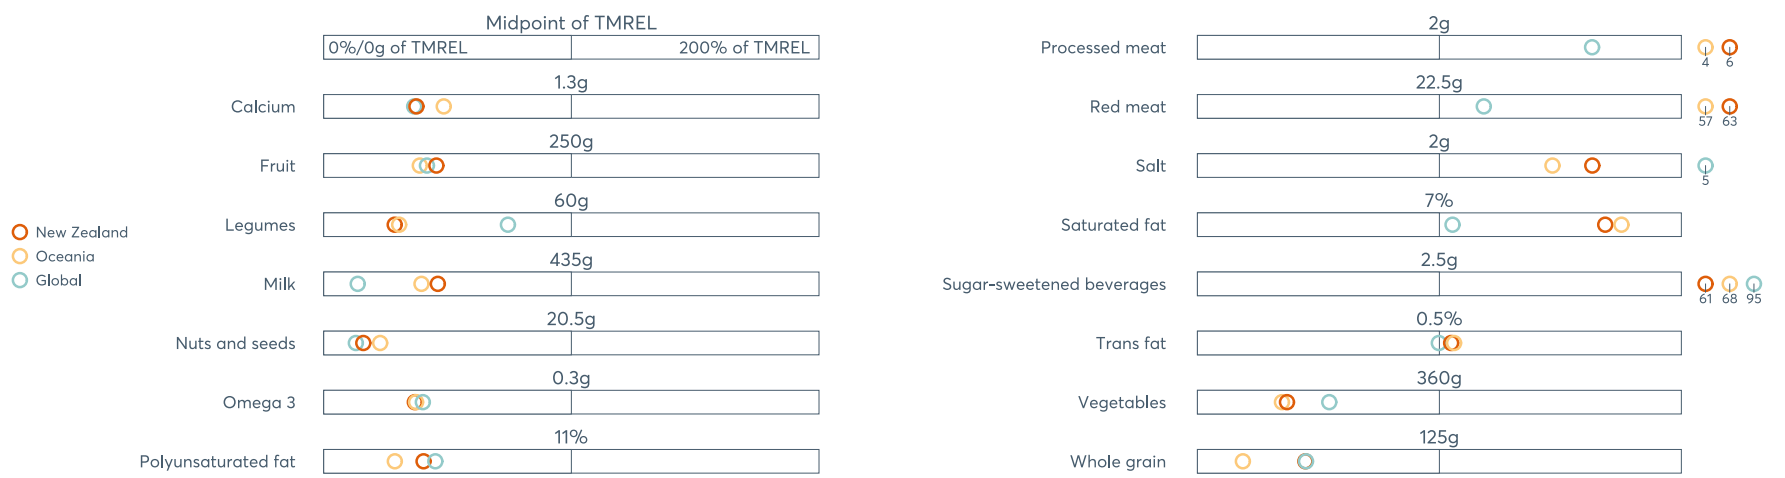 Midpoint of TMREL
0%/0g of TMREL 200% of TMREL
Calcium 1.3g
Fruit 250g
Legumes 60g
Milk 435g
Nuts and seeds 20.5g
Omega 3 0.3g
Polyunsaturated fat 11%
New Zealand
Oceania
Global
Processed meat 2g
4 6
Red meat 22.5g
57 63
Salt 2g
5
Saturated fat 7%
Sugar-sweetened beverages 2.5g
61 68 95
Trans fat 0.5%
Vegetables 360g
Whole grain 125g